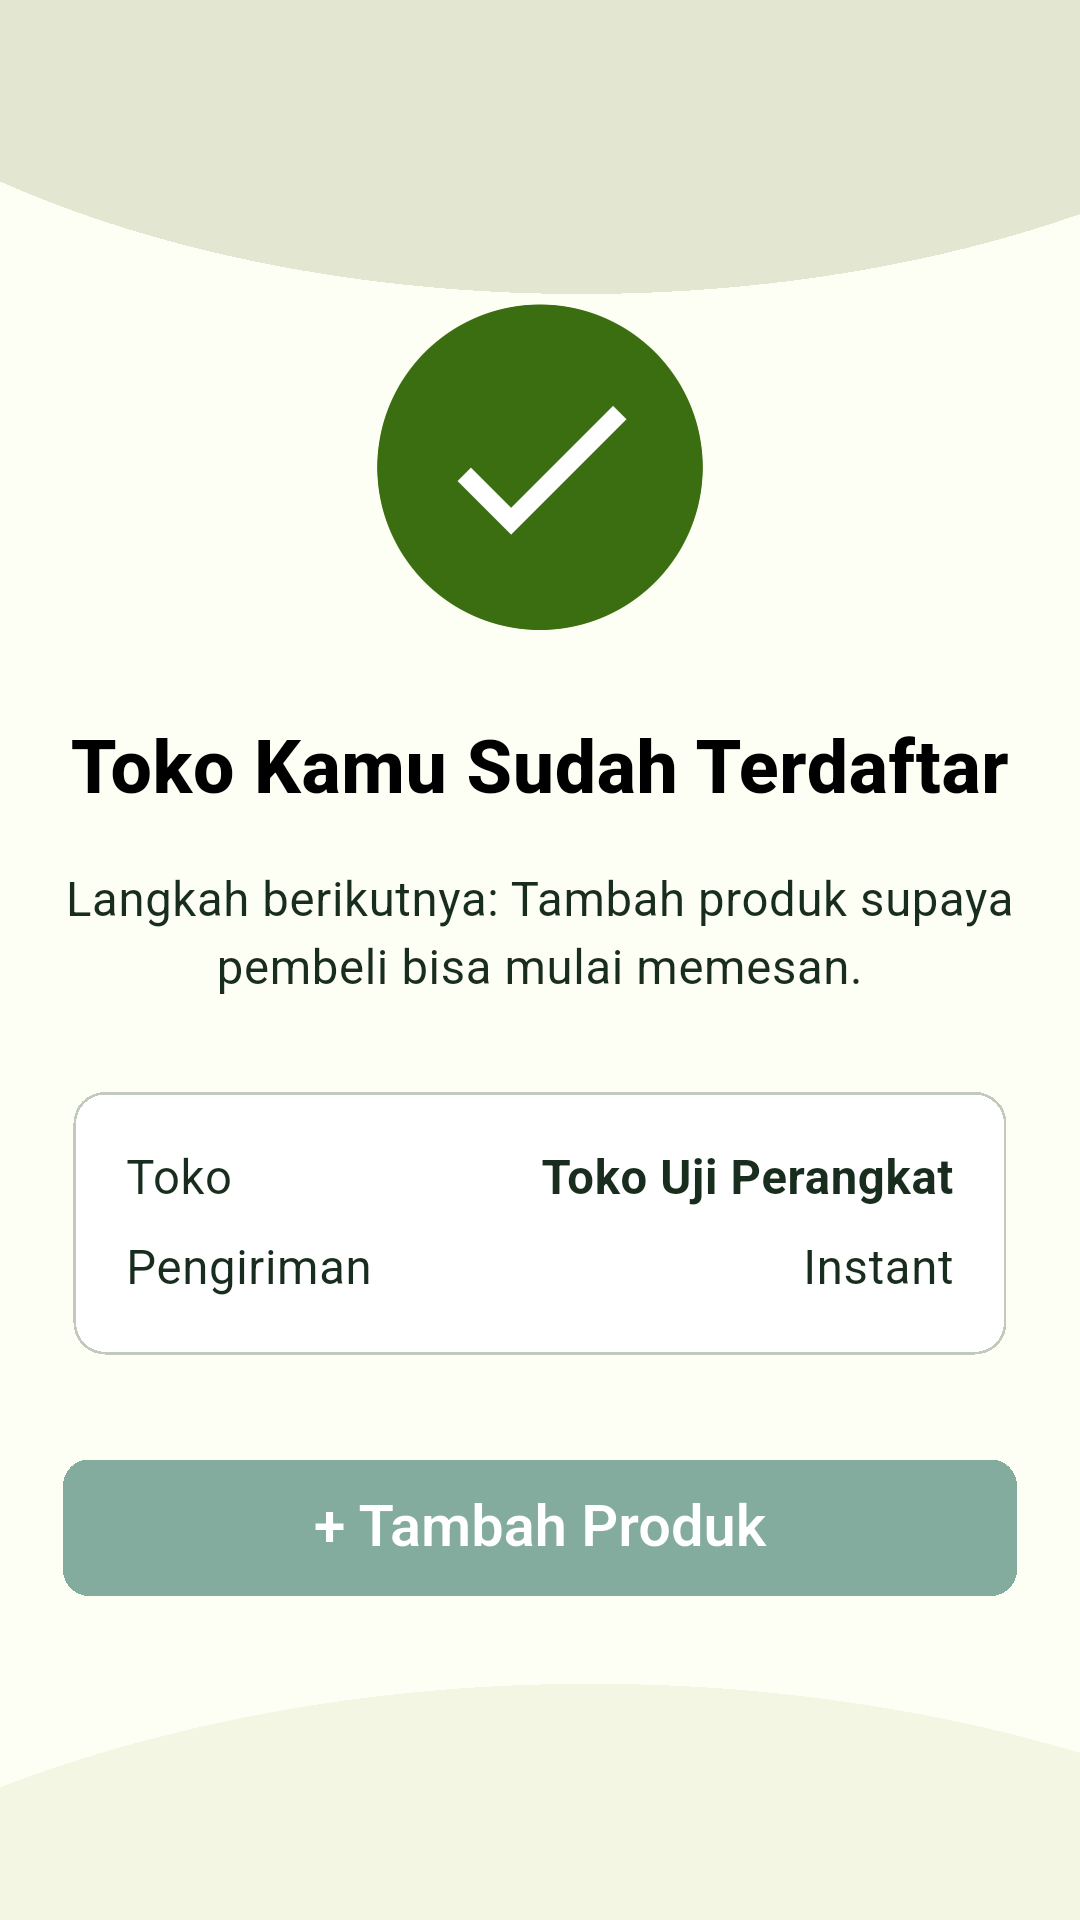 Toko Kamu Sudah Terdaftar
Langkah berikutnya: Tambah produk supaya
pembeli bisa mulai memesan.
Toko Toko Uji Perangkat
Pengiriman Instant
+ Tambah Produk